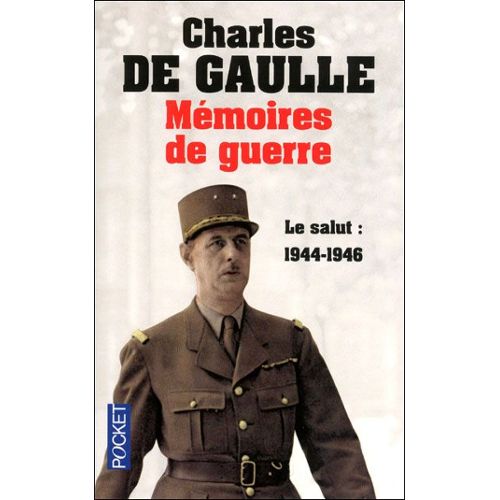 Charles
DE GAULLE
Mémoires
de guerre
Le salut :
1944-1946
POCKET